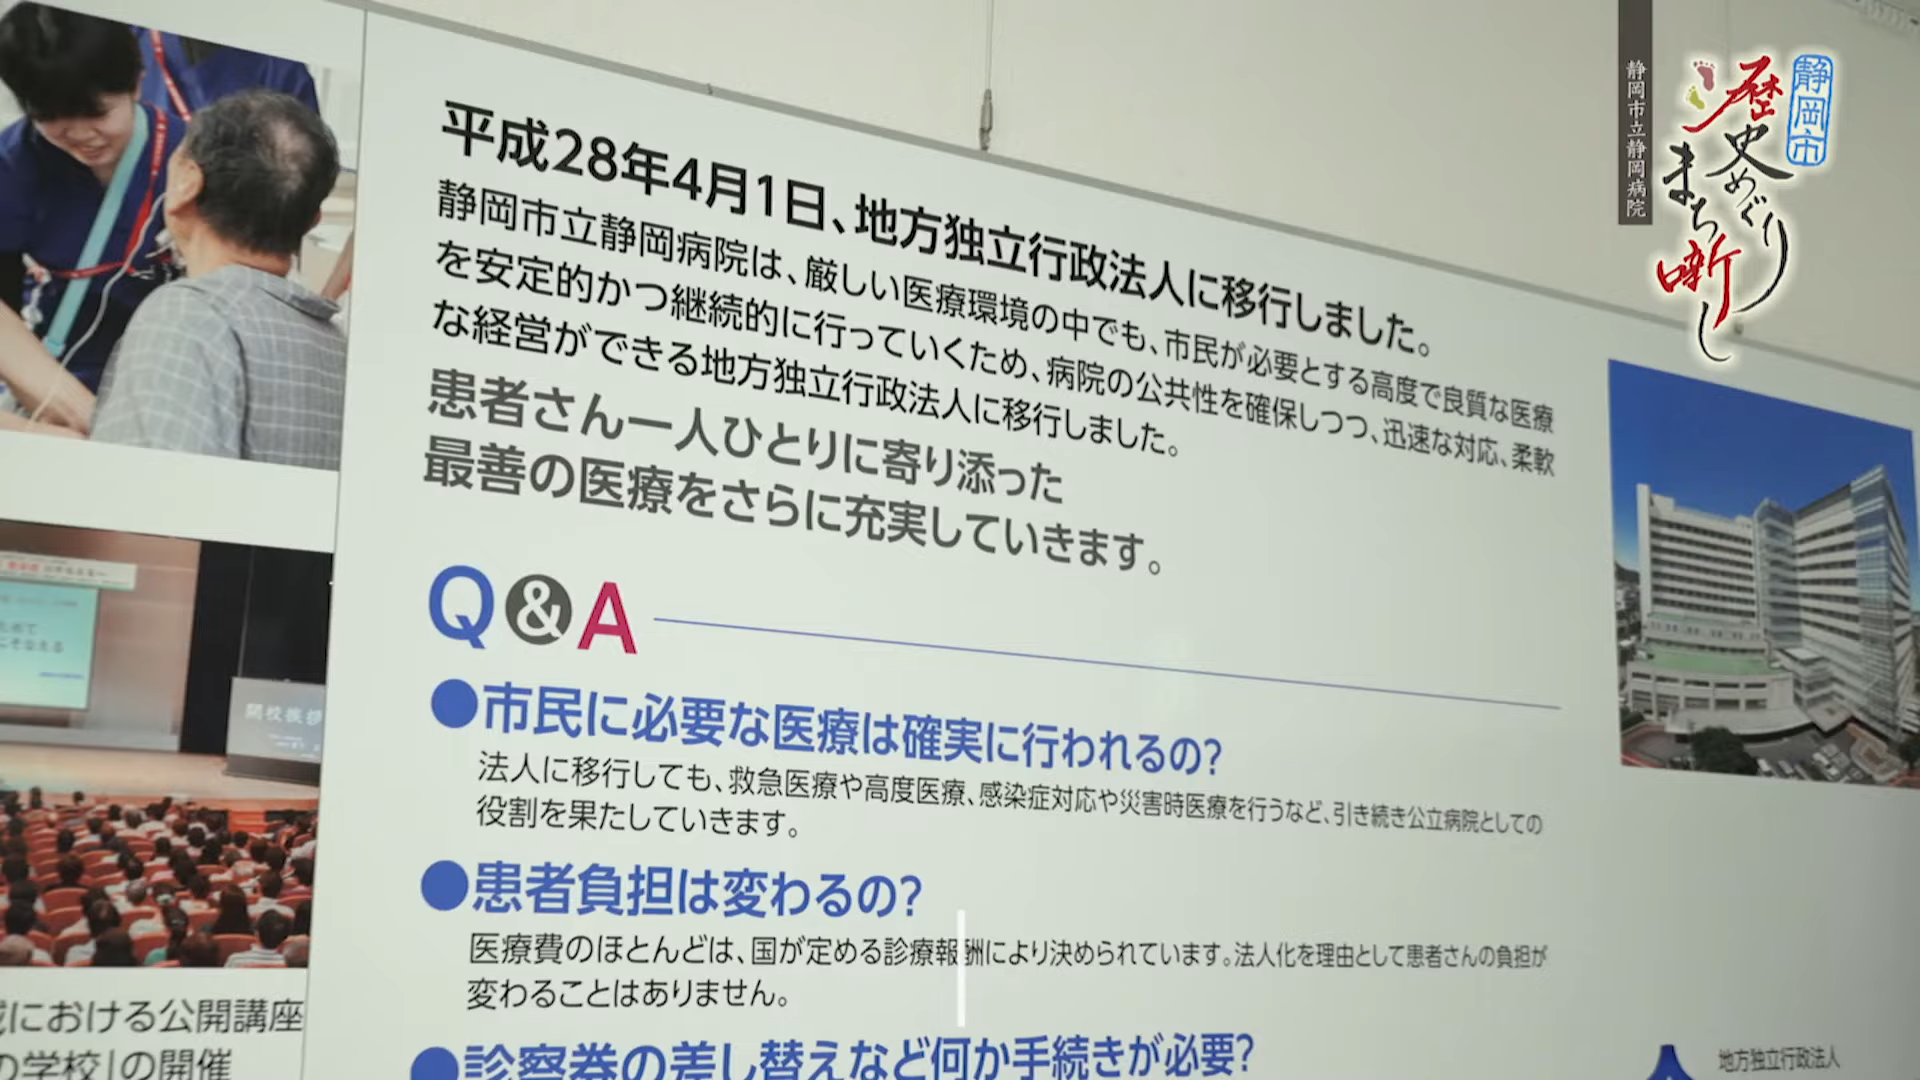 平成28年4月1日、地方独立行政法人に移行しました。
静岡市立静岡病院は、厳しい医療環境の中でも、市民が必要とする高度で良質な医療
を安定的かつ継続的に行っていくため、病院の公共性を確保しつつ、迅速な対応、柔軟
な経営ができる地方独立行政法人に移行しました。
患者さん一人ひとりに寄り添った
最善の医療をさらに充実していきます。
Q&A
●市民に必要な医療は確実に行われるの?
法人に移行しても、救急医療や高度医療、感染症対応や災害時医療を行うなど、引き続き公立病院としての
役割を果たしていきます。
●患者負担は変わるの?
医療費のほとんどは、国が定める診療報酬により決められています。法人化を理由として患者さんの負担が
変わることはありません。
●診察券の差し替えなど何か手続きが必要?
における公開講座
の学校」の開催
開校挨拶
地方独立行政法人
静岡市
歴史めぐり
まち噺し
静岡市立静岡病院